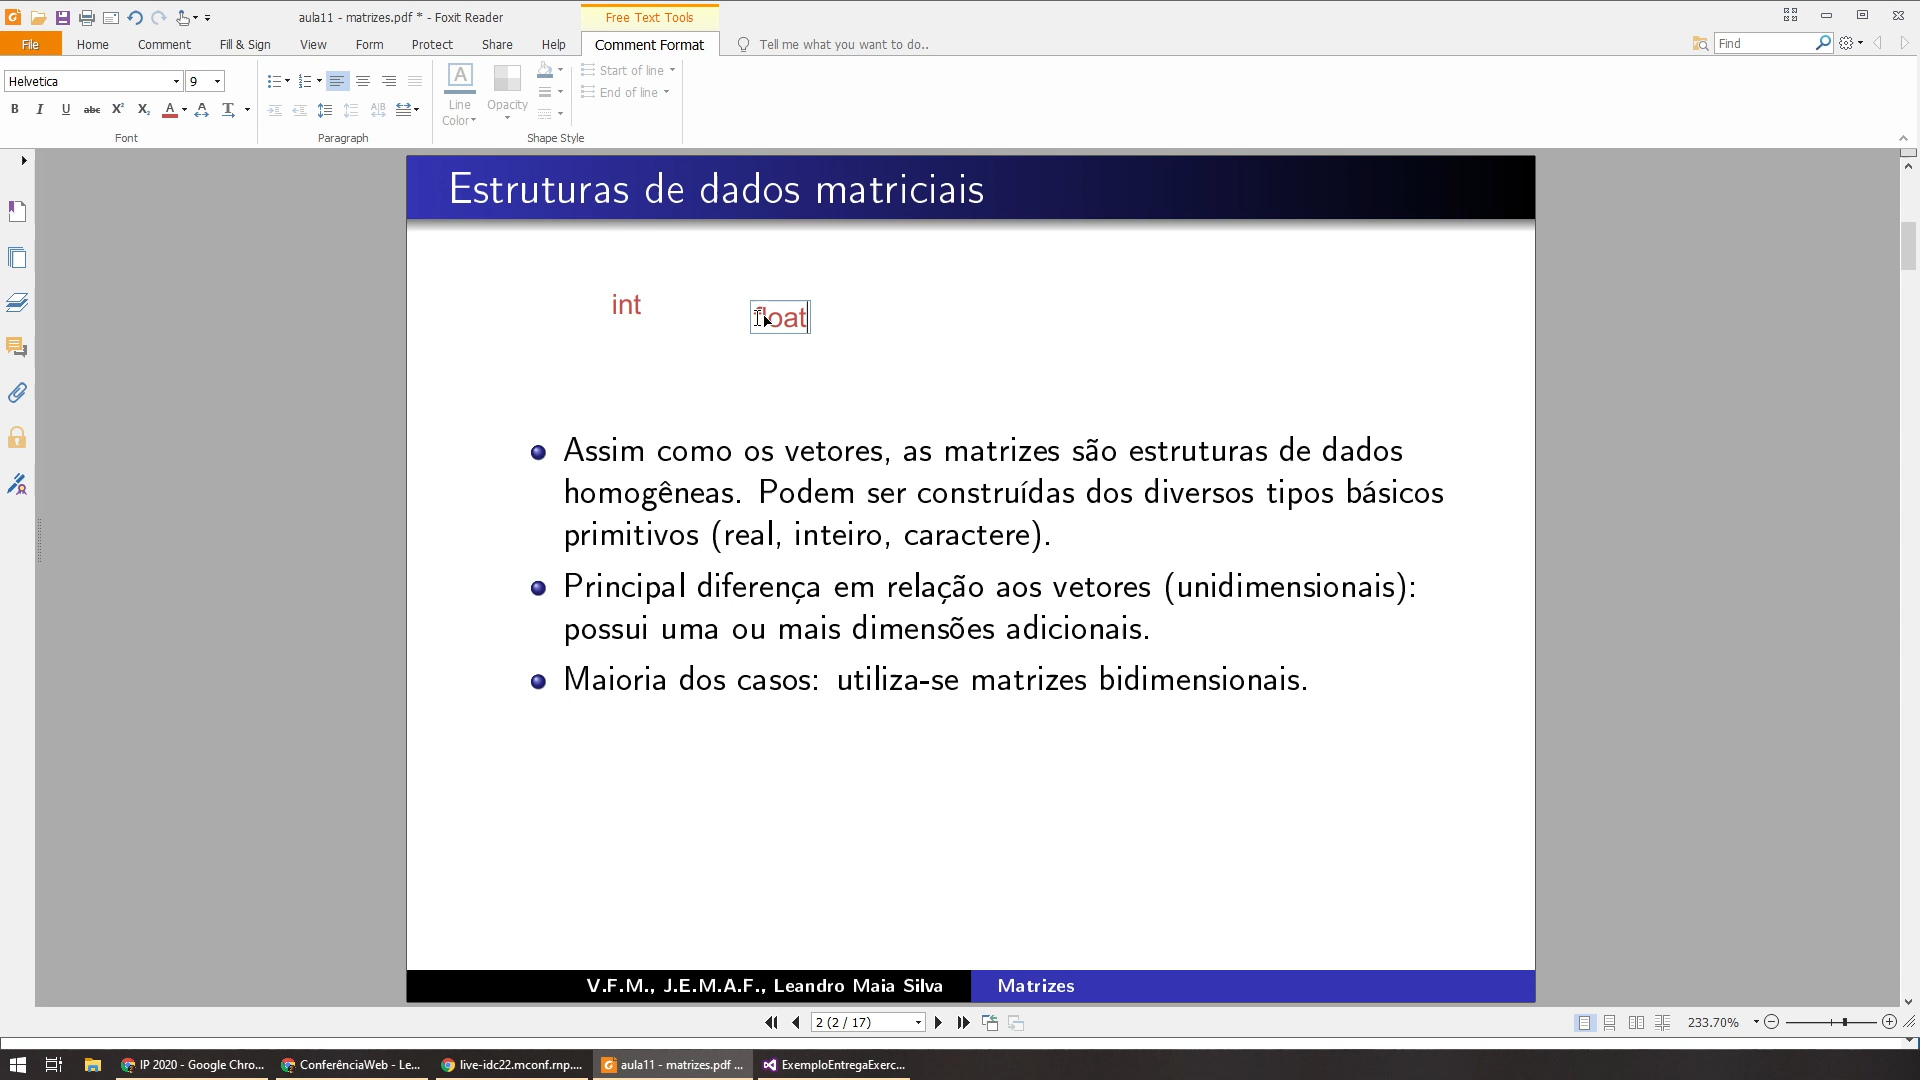 aula11 - matrizes.pdf * - Foxit Reader
Free Text Tools
File
Home
Comment
Fill & Sign
View
Form
Protect
Share
Help
Comment Format
Tell me what you want to do..
Find
Helvetica
9
Start of line
End of line
Line Color
Opacity
Font
Paragraph
Shape Style
Estruturas de dados matriciais
int
float
Assim como os vetores, as matrizes são estruturas de dados
homogêneas. Podem ser construídas dos diversos tipos básicos
primitivos (real, inteiro, caractere).
Principal diferença em relação aos vetores (unidimensionais):
possui uma ou mais dimensões adicionais.
Maioria dos casos: utiliza-se matrizes bidimensionais.
V.F.M., J.E.M.A.F., Leandro Maia Silva
Matrizes
2 (2 / 17)
233.70%
IP 2020 - Google Chro...
ConferênciaWeb - Le...
live-idc22.mconf.rnp....
aula11 - matrizes.pdf ...
ExemploEntregaExerc...